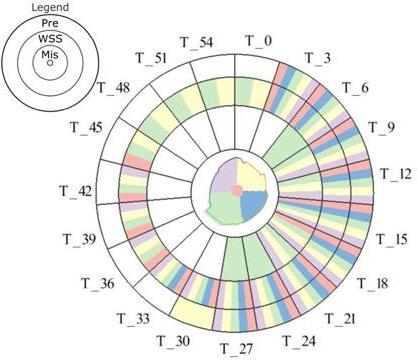 Legend
Pre
WSS
Mis
T_0
T_3
T_6
T_9
T_12
T_15
T_18
T_21
T_24
T_27
T_30
T_33
T_36
T_39
T_42
T_45
T_48
T_51
T_54